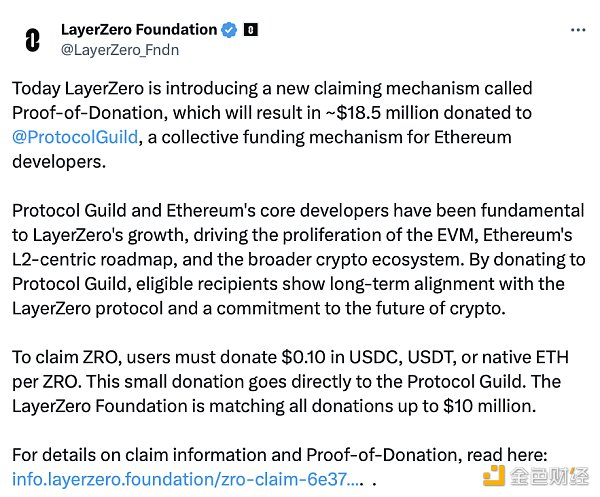 LayerZero Foundation
@LayerZero_Fndn
Today LayerZero is introducing a new claiming mechanism called
Proof-of-Donation, which will result in ~$18.5 million donated to
@ProtocolGuild, a collective funding mechanism for Ethereum
developers.
Protocol Guild and Ethereum's core developers have been fundamental
to LayerZero's growth, driving the proliferation of the EVM, Ethereum's
L2-centric roadmap, and the broader crypto ecosystem. By donating to
Protocol Guild, eligible recipients show long-term alignment with the
LayerZero protocol and a commitment to the future of crypto.
To claim ZRO, users must donate $0.10 in USDC, USDT, or native ETH
per ZRO. This small donation goes directly to the Protocol Guild. The
LayerZero Foundation is matching all donations up to $10 million.
For details on claim information and Proof-of-Donation, read here:
info.layerzero.foundation/zro-claim-6e37... .
金色财经